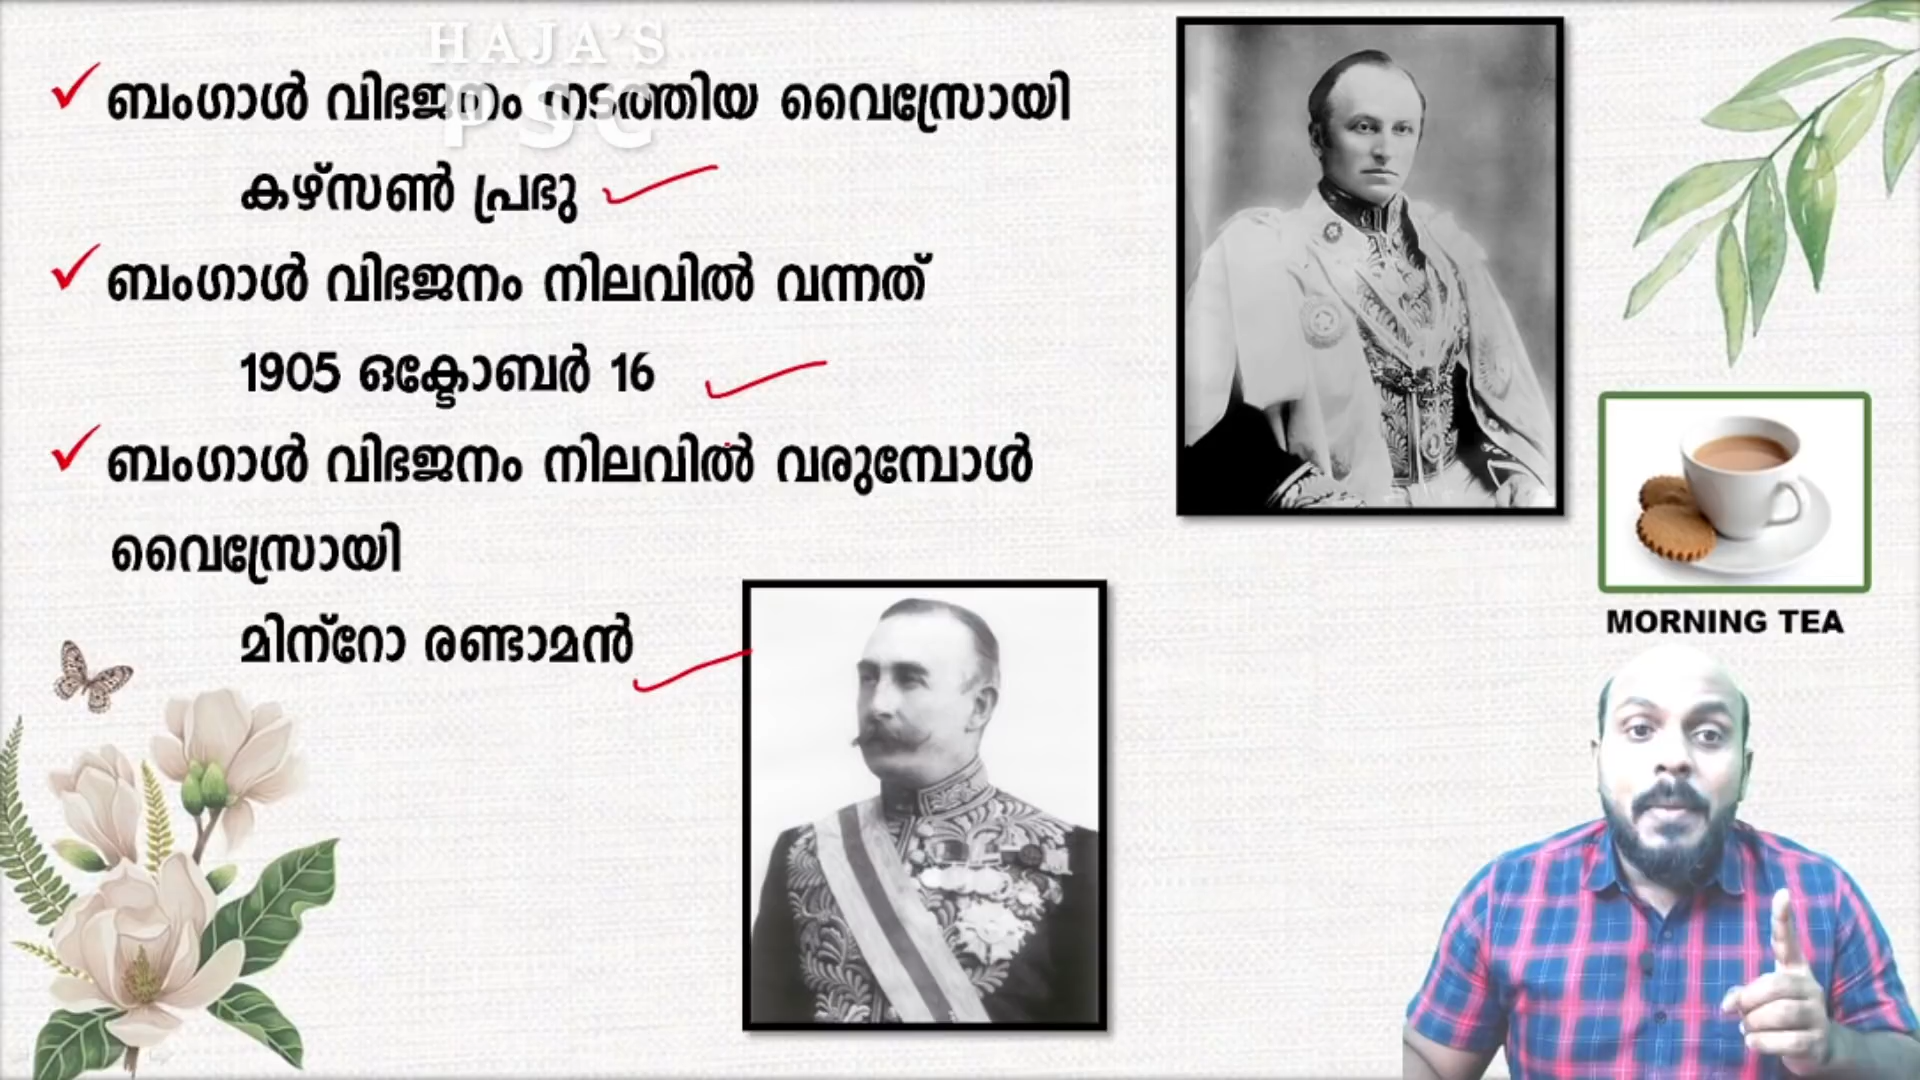 HAJA'S
PSC
ബംഗാൾ വിഭജനം നടത്തിയ വൈസ്രോയി
കഴ്സൺ പ്രഭു
ബംഗാൾ വിഭജനം നിലവിൽ വന്നത്
1905 ഒക്ടോബർ 16
ബംഗാൾ വിഭജനം നിലവിൽ വരുമ്പോൾ
വൈസ്രോയി
മിന്റോ രണ്ടാമൻ
MORNING TEA